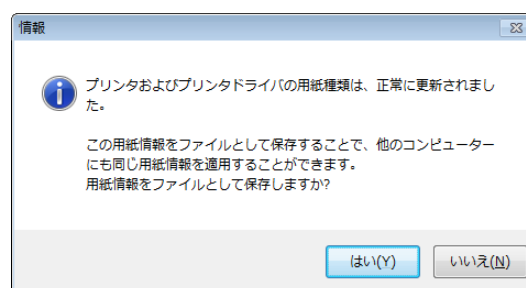 情報
プリンタおよびプリンタドライバの用紙種類は、正常に更新されまし
た。
この用紙情報をファイルとして保存することで、他のコンピューター
にも同じ用紙情報を適用することができます。
用紙情報をファイルとして保存しますか?
はい(Y)
いいえ(N)